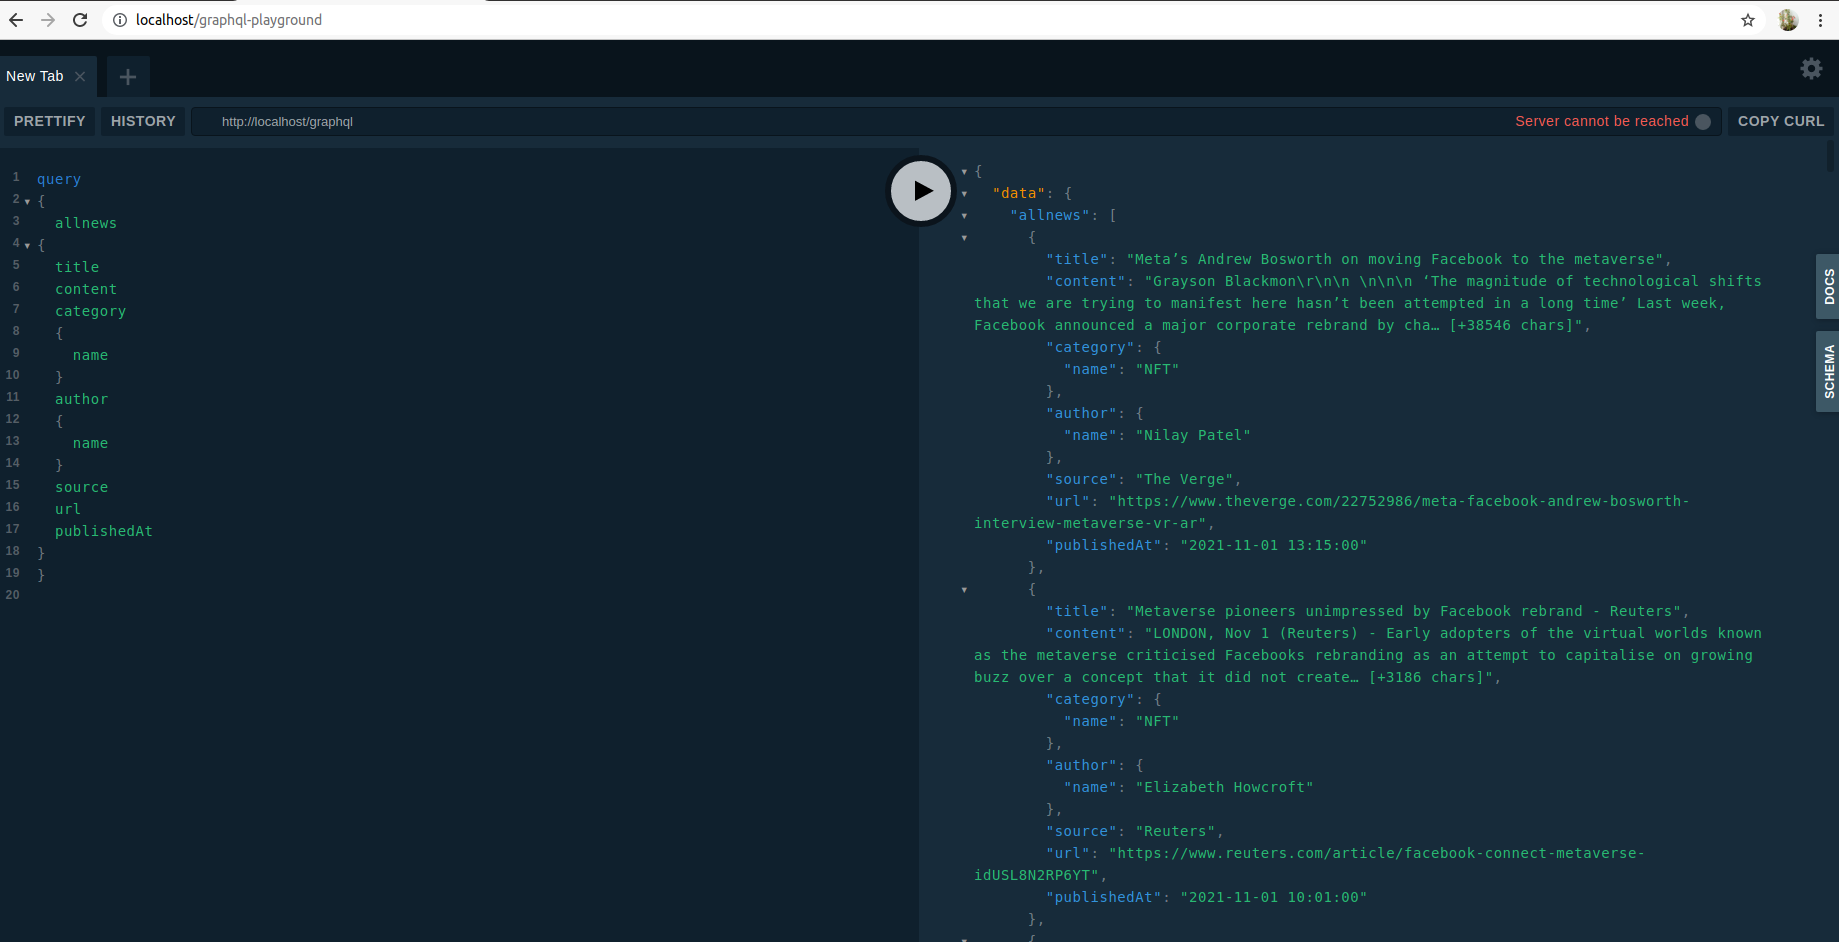 localhost/graphql-playground
New Tab
PRETTIFY
HISTORY
http://localhost/graphql
Server cannot be reached
COPY CURL
1 query
2 {
3 allnews
4 {
5 title
6 content
7 category
8 {
9 name
10 }
11 author
12 {
13 name
14 }
15 source
16 url
17 publishedAt
18 }
19 }
20
{
"data": {
"allnews": [
{
"title": "Meta’s Andrew Bosworth on moving Facebook to the metaverse",
"content": "Grayson Blackmon\r\n\n \n\n\n ‘The magnitude of technological shifts
that we are trying to manifest here hasn’t been attempted in a long time’ Last week,
Facebook announced a major corporate rebrand by cha… [+38546 chars]",
"category": {
"name": "NFT"
},
"author": {
"name": "Nilay Patel"
},
"source": "The Verge",
"url": "https://www.theverge.com/22752986/meta-facebook-andrew-bosworth-
interview-metaverse-vr-ar",
"publishedAt": "2021-11-01 13:15:00"
},
{
"title": "Metaverse pioneers unimpressed by Facebook rebrand - Reuters",
"content": "LONDON, Nov 1 (Reuters) - Early adopters of the virtual worlds known
as the metaverse criticised Facebooks rebranding as an attempt to capitalise on growing
buzz over a concept that it did not create… [+3186 chars]",
"category": {
"name": "NFT"
},
"author": {
"name": "Elizabeth Howcroft"
},
"source": "Reuters",
"url": "https://www.reuters.com/article/facebook-connect-metaverse-
idUSL8N2RP6YT",
"publishedAt": "2021-11-01 10:01:00"
},
{
DOCS
SCHEMA